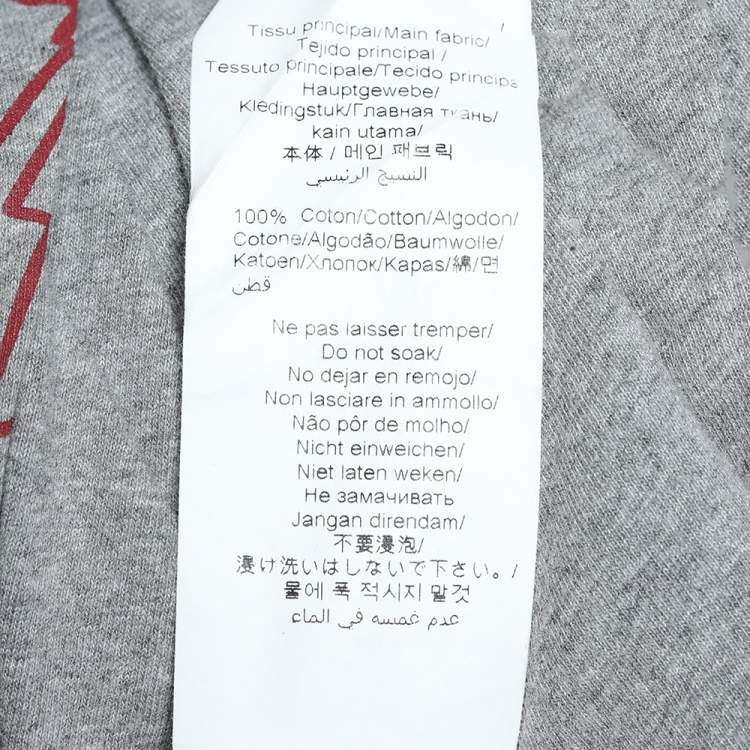 Tissu principal/Main fabric/
Tejido principal /
Tessuto principale/Tecido principa
Hauptgewebe/
Kledingstuk/Главная ткань/
kain utama/
本体 / 메인 패브릭
النسيج الرئيسي
100% Coton/Cotton/Algodon/
Cotone/Algodão/Baumwolle/
Katoen/Хлопок/Kapas/綿/면
قطن
Ne pas laisser tremper/
Do not soak/
No dejar en remojo/
Non lasciare in ammollo/
Não pôr de molho/
Nicht einweichen/
Niet laten weken/
Не замачивать
Jangan direndam/
不要浸泡/
浸け洗いはしないで下さい。/
물에 푹 적시지 말것
عدم غمسه في الماء